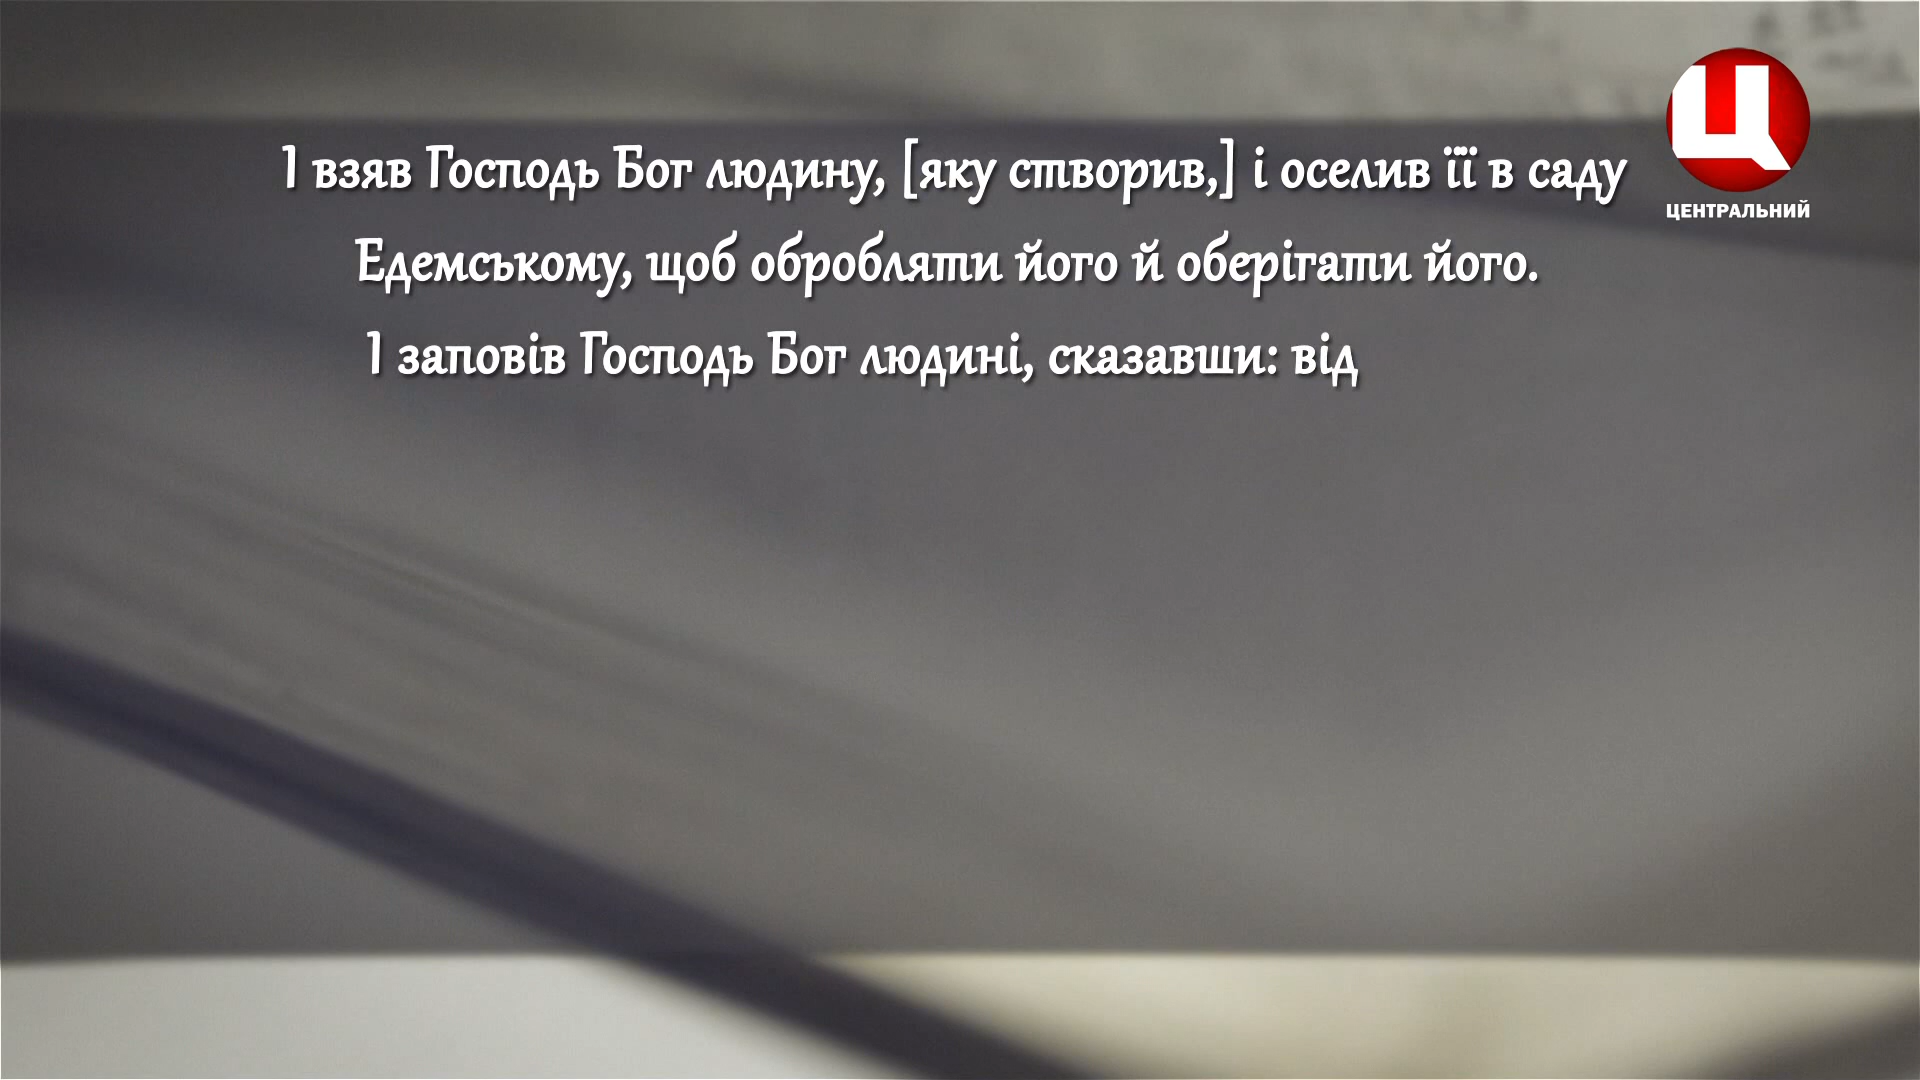 І взяв Господь Бог людину, [яку створив,] і оселив її в саду
Едемському, щоб обробляти його й оберігати його.
І заповів Господь Бог людині, сказавши: від
Ц
ЦЕНТРАЛЬНИЙ